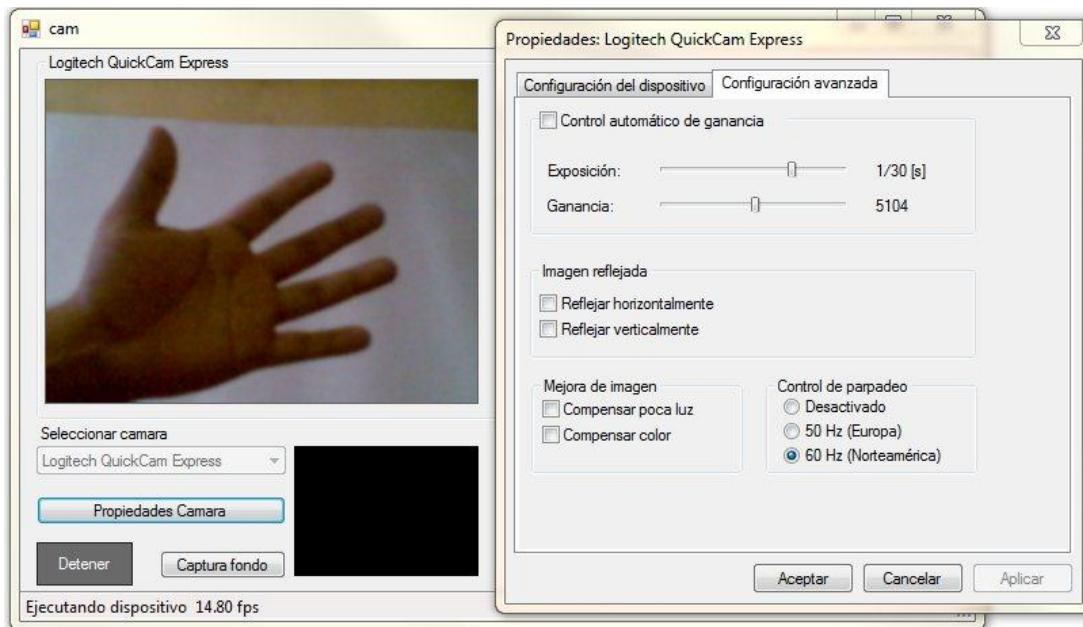 cam
Logitech QuickCam Express
Seleccionar camara
Logitech QuickCam Express
Propiedades Camara
Detener
Captura fondo
Ejecutando dispositivo 14.80 fps
Propiedades: Logitech QuickCam Express
Configuración del dispositivo
Configuración avanzada
Control automático de ganancia
Exposición:
1/30 [s]
Ganancia:
5104
Imagen reflejada
Reflejar horizontalmente
Reflejar verticalmente
Mejora de imagen
Compensar poca luz
Compensar color
Control de parpadeo
Desactivado
50 Hz (Europa)
60 Hz (Norteamérica)
Aceptar
Cancelar
Aplicar